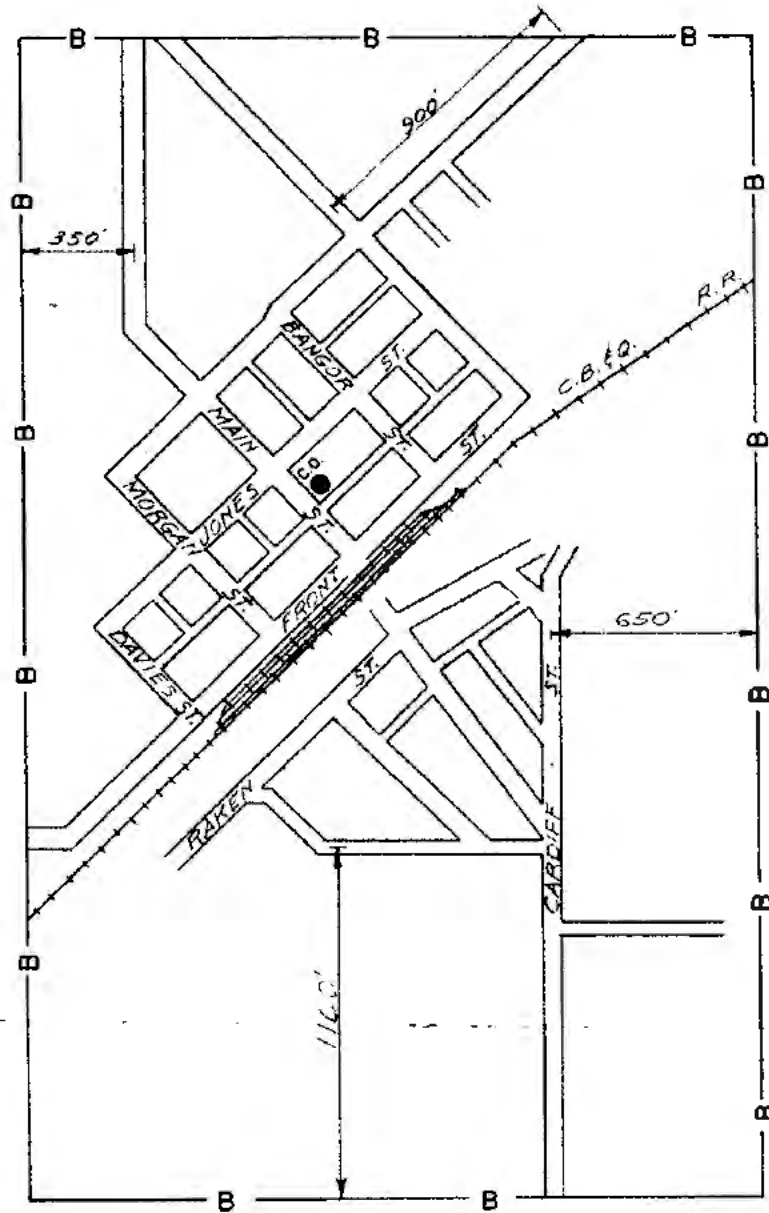 B B B
900'
B B
350'
R. R.
C. B. & Q.
BANGOR ST.
B B
MAIN ST.
ST.
CO.
MORGAN
JONES ST.
ST.
FRONT
650'
DAVIES ST.
ST.
ST.
B B
RAKEN
CARDIFF
B B
1160'
B
B B